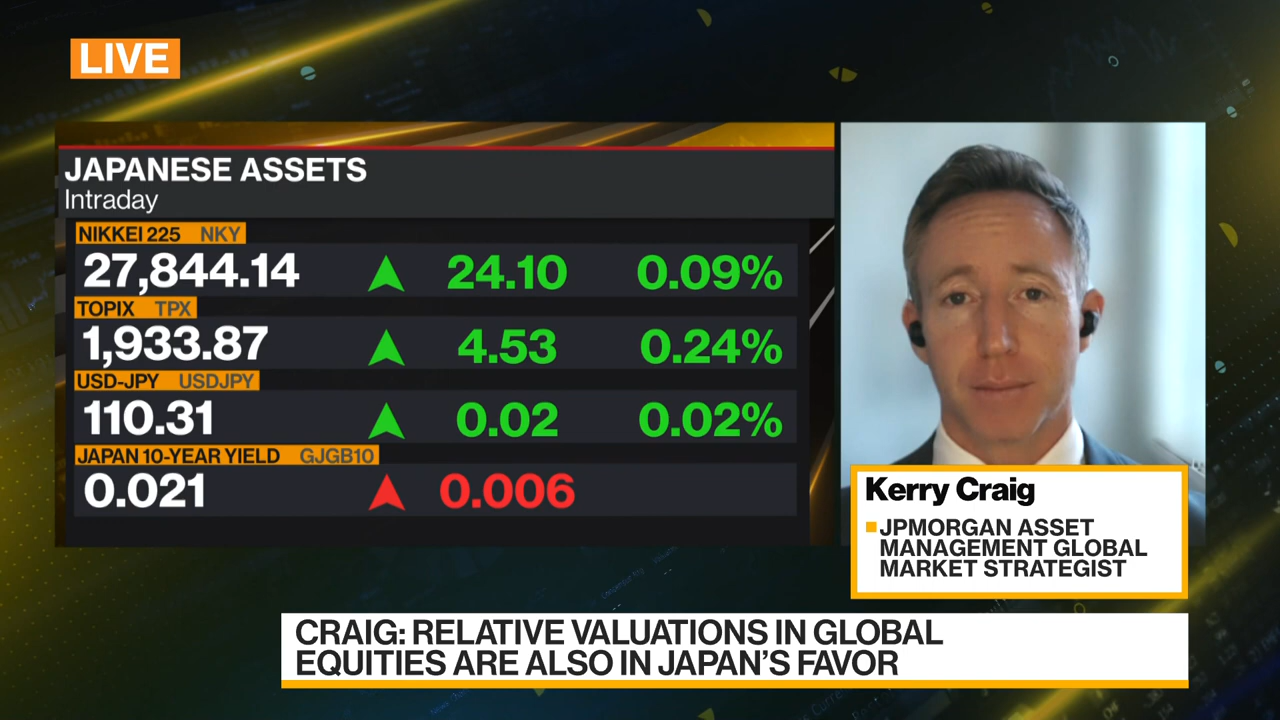 LIVE
JAPANESE ASSETS
Intraday
NIKKEI 225 NKY
27,844.14 24.10 0.09%
TOPIX TPX
1,933.87 4.53 0.24%
USD-JPY USDJPY
110.31 0.02 0.02%
JAPAN 10-YEAR YIELD GJGB10
0.021 0.006
Kerry Craig
JPMORGAN ASSET
MANAGEMENT GLOBAL
MARKET STRATEGIST
CRAIG: RELATIVE VALUATIONS IN GLOBAL
EQUITIES ARE ALSO IN JAPAN'S FAVOR